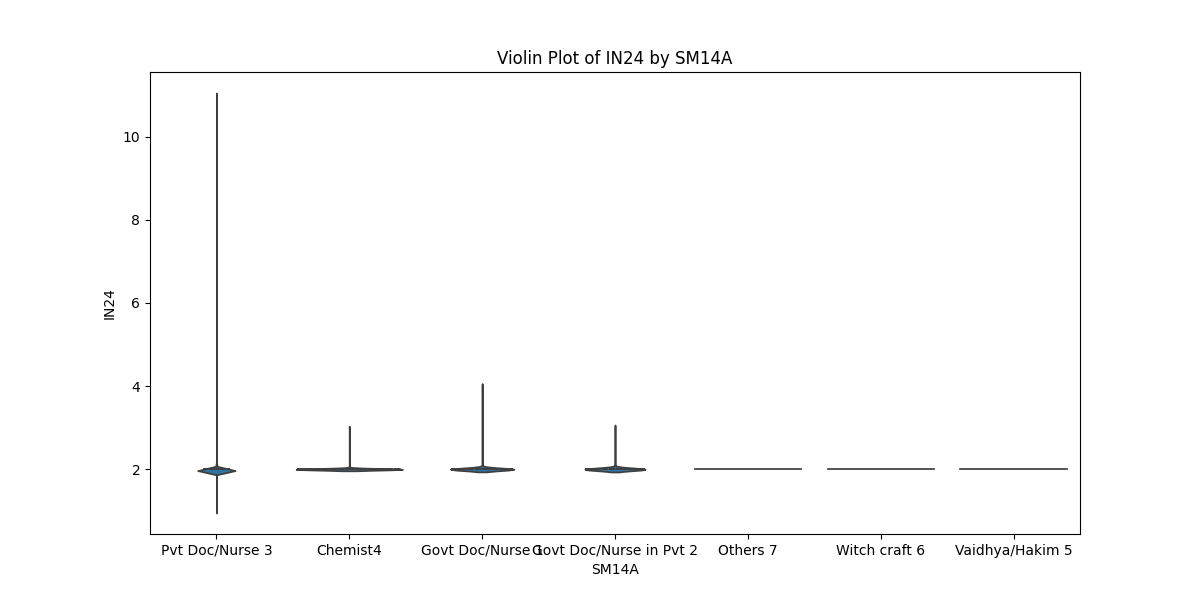 Violin Plot of IN24 by SM14A
10
8
6
4
2
IN24
Pvt Doc/Nurse 3 Chemist4 Govt Doc/Nurse 1 Govt Doc/Nurse in Pvt 2 Others 7 Witch craft 6 Vaidhya/Hakim 5
SM14A